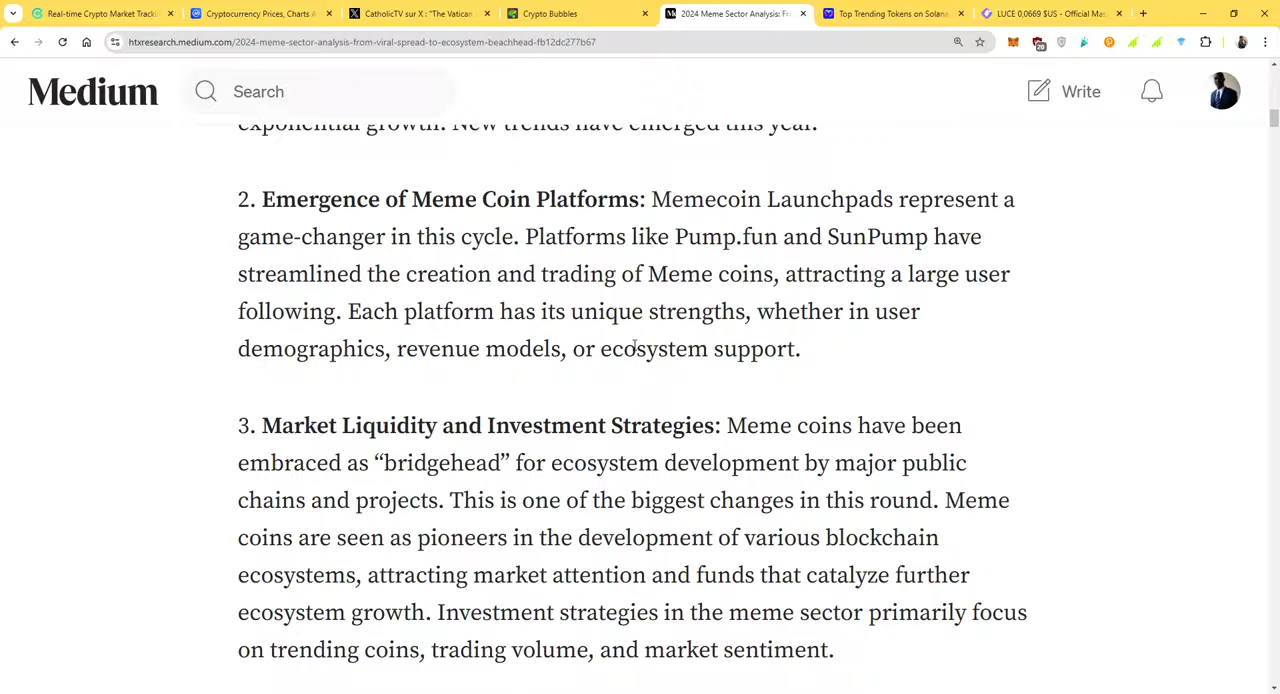 Real-time Crypto Market Tracki
Cryptocurrency Prices, Charts A
CatholicTV sur X : "The Vatican
Crypto Bubbles
2024 Meme Sector Analysis: Fr
Top Trending Tokens on Solana
LUCE 0,0669 $US - Official Mas
htxresearch.medium.com/2024-meme-sector-analysis-from-viral-spread-to-ecosystem-beachhead-fb12dc277b67
20
Medium
Search
Write
exponential growth. New trends have emerged this year.
2. Emergence of Meme Coin Platforms: Memecoin Launchpads represent a
game-changer in this cycle. Platforms like Pump.fun and SunPump have
streamlined the creation and trading of Meme coins, attracting a large user
following. Each platform has its unique strengths, whether in user
demographics, revenue models, or ecosystem support.
3. Market Liquidity and Investment Strategies: Meme coins have been
embraced as “bridgehead” for ecosystem development by major public
chains and projects. This is one of the biggest changes in this round. Meme
coins are seen as pioneers in the development of various blockchain
ecosystems, attracting market attention and funds that catalyze further
ecosystem growth. Investment strategies in the meme sector primarily focus
on trending coins, trading volume, and market sentiment.